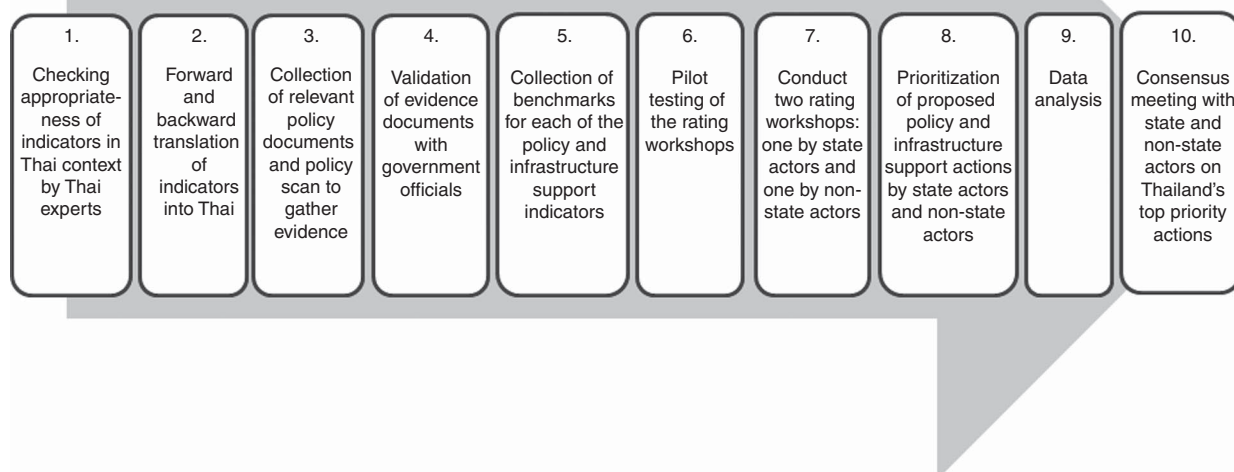 1.
Checking
appropriate-
ness of
indicators in
Thai context
by Thai
experts
2.
Forward
and
backward
translation
of
indicators
into Thai
3.
Collection
of relevant
policy
documents
and policy
scan to
gather
evidence
4.
Validation
of evidence
documents
with
government
officials
5.
Collection of
benchmarks
for each of the
policy and
infrastructure
support
indicators
6.
Pilot
testing of
the rating
workshops
7.
Conduct
two rating
workshops:
one by state
actors and
one by non-
state actors
8.
Prioritization
of proposed
policy and
infrastructure
support actions
by state actors
and non-state
actors
9.
Data
analysis
10.
Consensus
meeting with
state and
non-state
actors on
Thailand's
top priority
actions